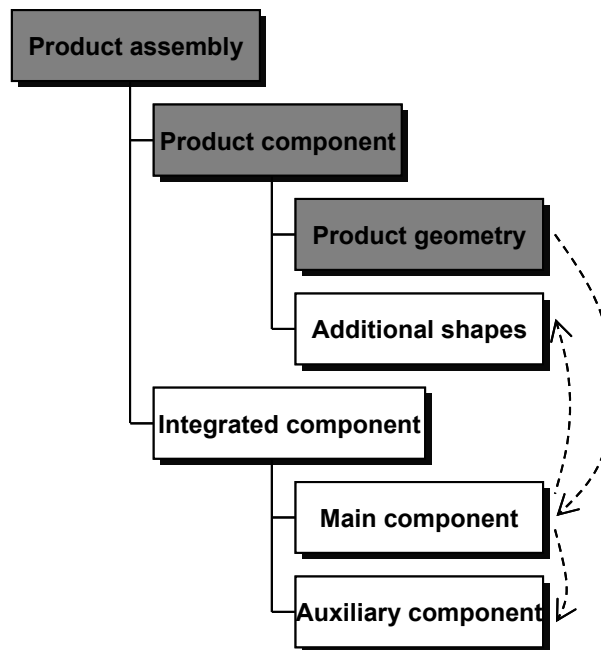 Product assembly
Product component
Product geometry
Additional shapes
Integrated component
Main component
Auxiliary component